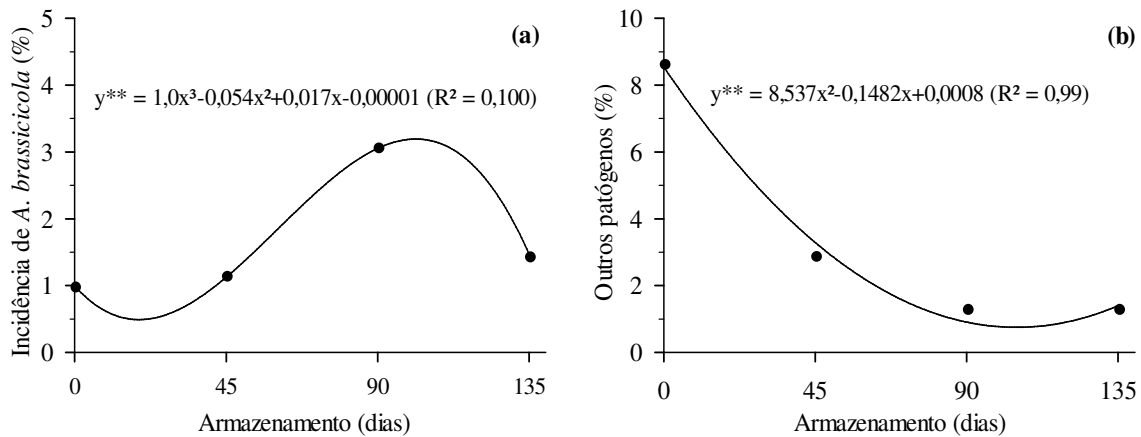 Incidência de A. brassicicola (%)
5
4
3
2
1
0
(a)
y** = 1,0x³-0,054x²+0,017x-0,00001 (R² = 0,100)
0 45 90 135
Armazenamento (dias)
Outros patógenos (%)
10
8
6
4
2
0
(b)
y** = 8,537x²-0,1482x+0,0008 (R² = 0,99)
0 45 90 135
Armazenamento (dias)